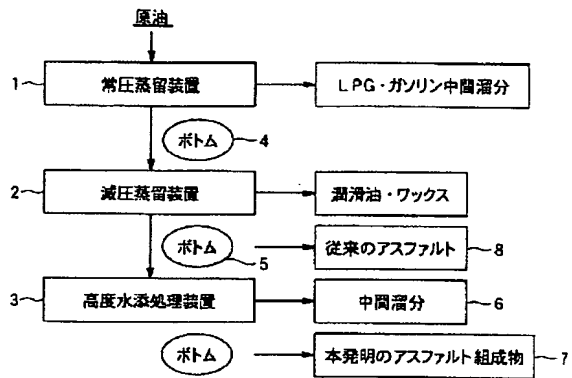 原油
1 常圧蒸留装置 LPG・ガソリン中間溜分
ボトム 4
2 減圧蒸留装置 潤滑油・ワックス
ボトム 5 従来のアスファルト 8
3 高度水添処理装置 中間溜分 6
ボトム 本発明のアスファルト組成物 7